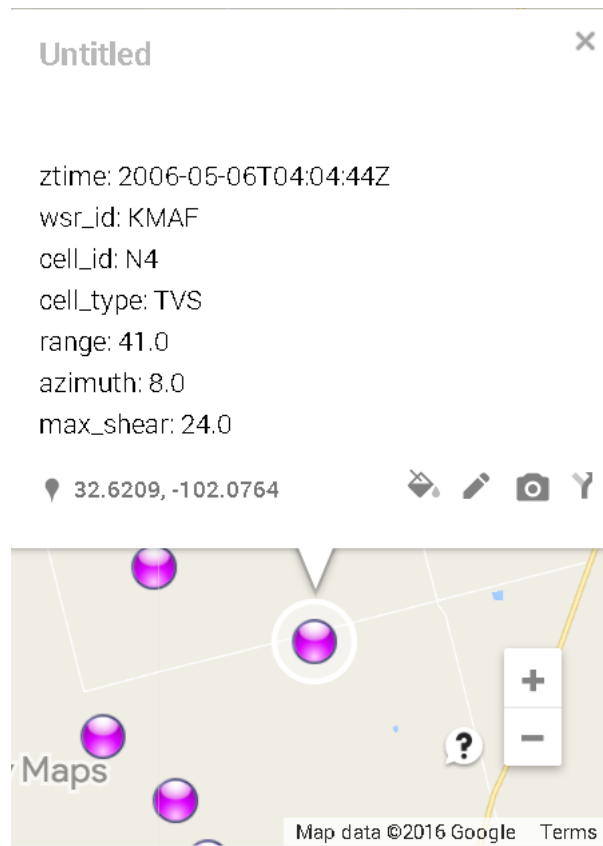 Untitled
ztime: 2006-05-06T04:04:44Z
wsr_id: KMAF
cell_id: N4
cell_type: TVS
range: 41.0
azimuth: 8.0
max_shear: 24.0
32.6209, -102.0764
?
Maps
Map data ©2016 Google Terms